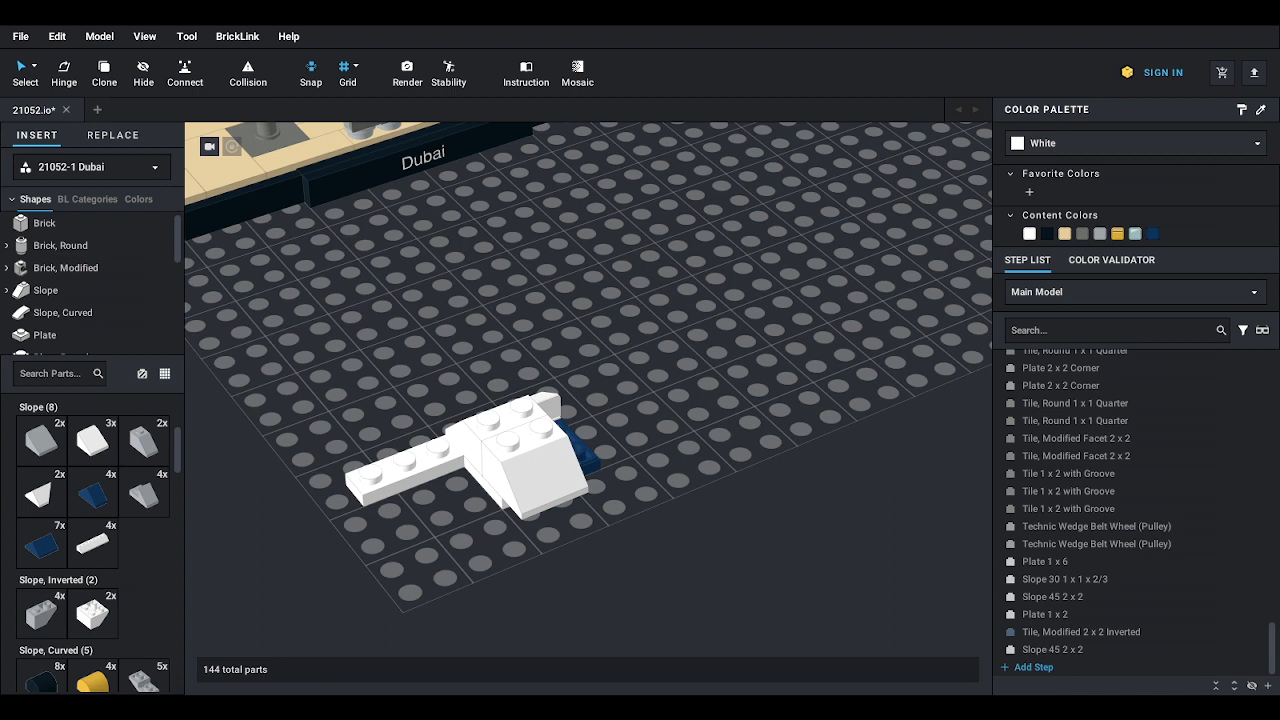 File Edit Model View Tool BrickLink Help
Select Hinge Clone Hide Connect Collision Snap Grid Render Stability Instruction Mosaic SIGN IN
21052.io*
INSERT REPLACE
21052-1 Dubai
Shapes BL Categories Colors
Brick
Brick, Round
Brick, Modified
Slope
Slope, Curved
Plate
Search Parts...
Slope (8)
2x 3x 2x
2x 4x 4x
7x 4x
Slope, Inverted (2)
4x 2x
Slope, Curved (5)
8x 4x 5x
Dubai
144 total parts
COLOR PALETTE
White
Favorite Colors
Content Colors
STEP LIST COLOR VALIDATOR
Main Model
Search...
Tile, Round 1 x 1 Quarter
Plate 2 x 2 Corner
Plate 2 x 2 Corner
Tile, Round 1 x 1 Quarter
Tile, Round 1 x 1 Quarter
Tile, Modified Facet 2 x 2
Tile, Modified Facet 2 x 2
Tile 1 x 2 with Groove
Tile 1 x 2 with Groove
Tile 1 x 2 with Groove
Technic Wedge Belt Wheel (Pulley)
Technic Wedge Belt Wheel (Pulley)
Plate 1 x 6
Slope 30 1 x 1 x 2/3
Slope 45 2 x 2
Plate 1 x 2
Tile, Modified 2 x 2 Inverted
Slope 45 2 x 2
+ Add Step